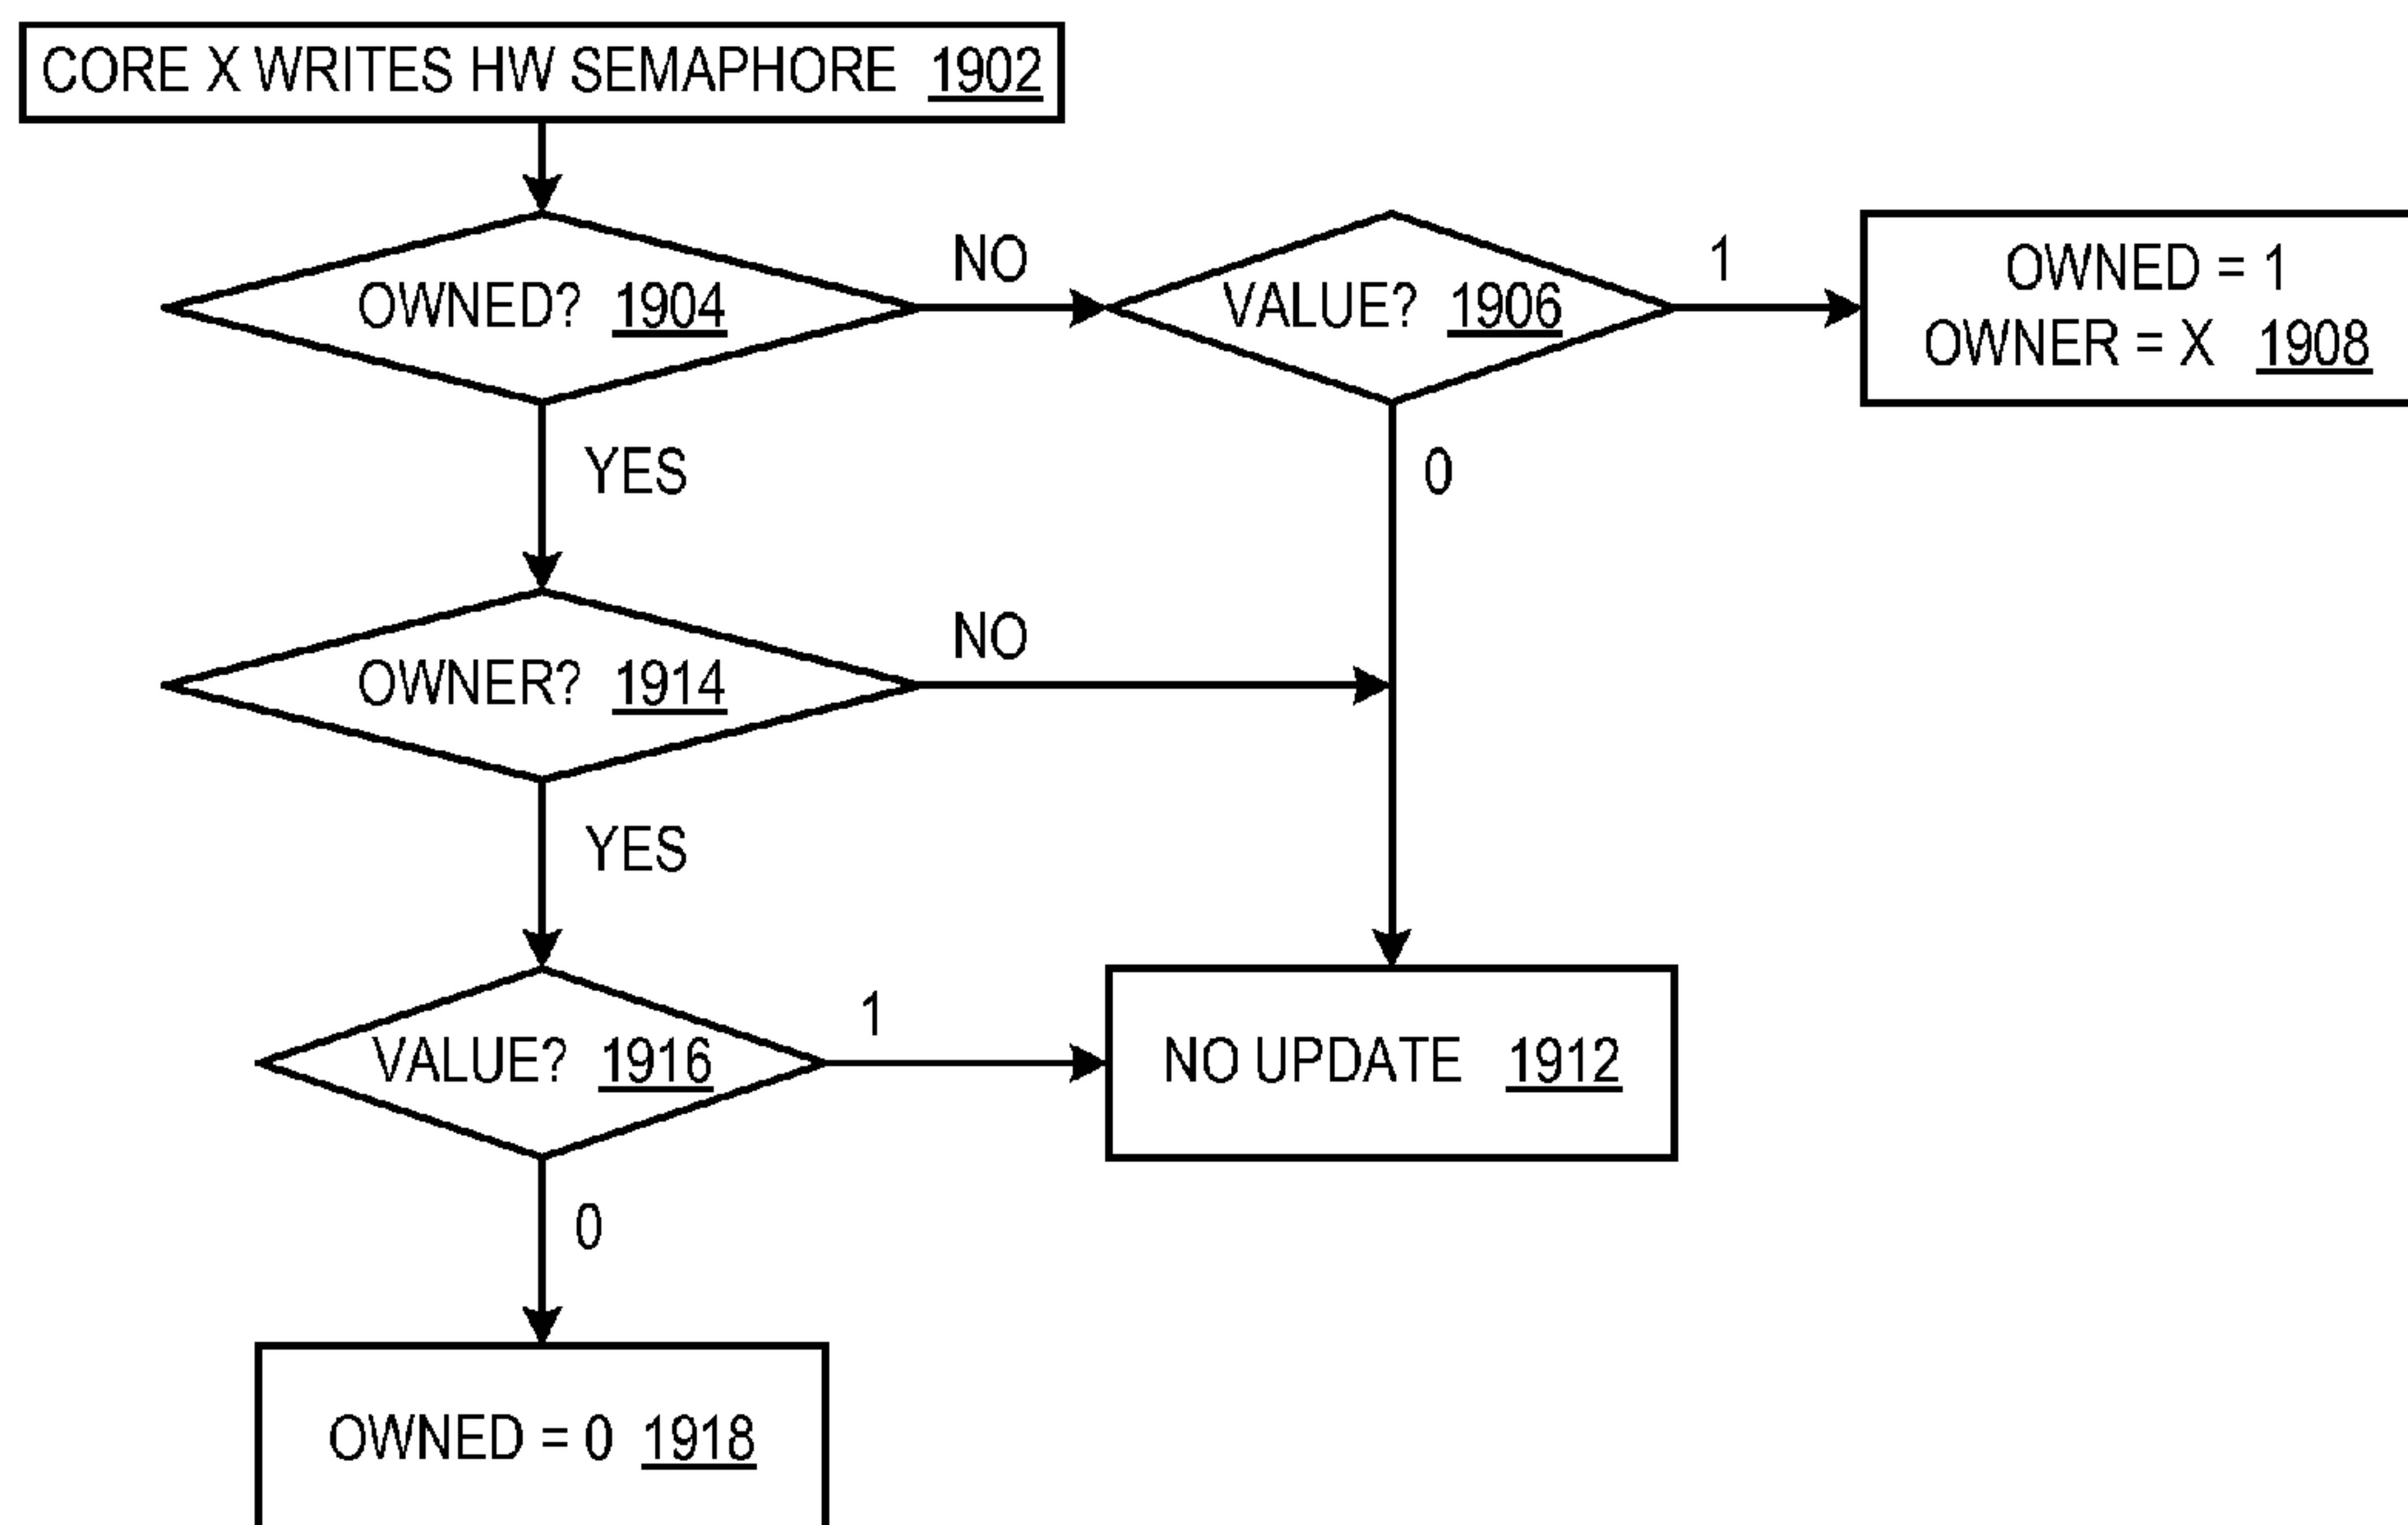 CORE X WRITES HW SEMAPHORE 1902
OWNED? 1904
NO
VALUE? 1906
1
OWNED = 1
OWNER = X 1908
YES
0
OWNER? 1914
NO
YES
VALUE? 1916
1
NO UPDATE 1912
0
OWNED = 0 1918